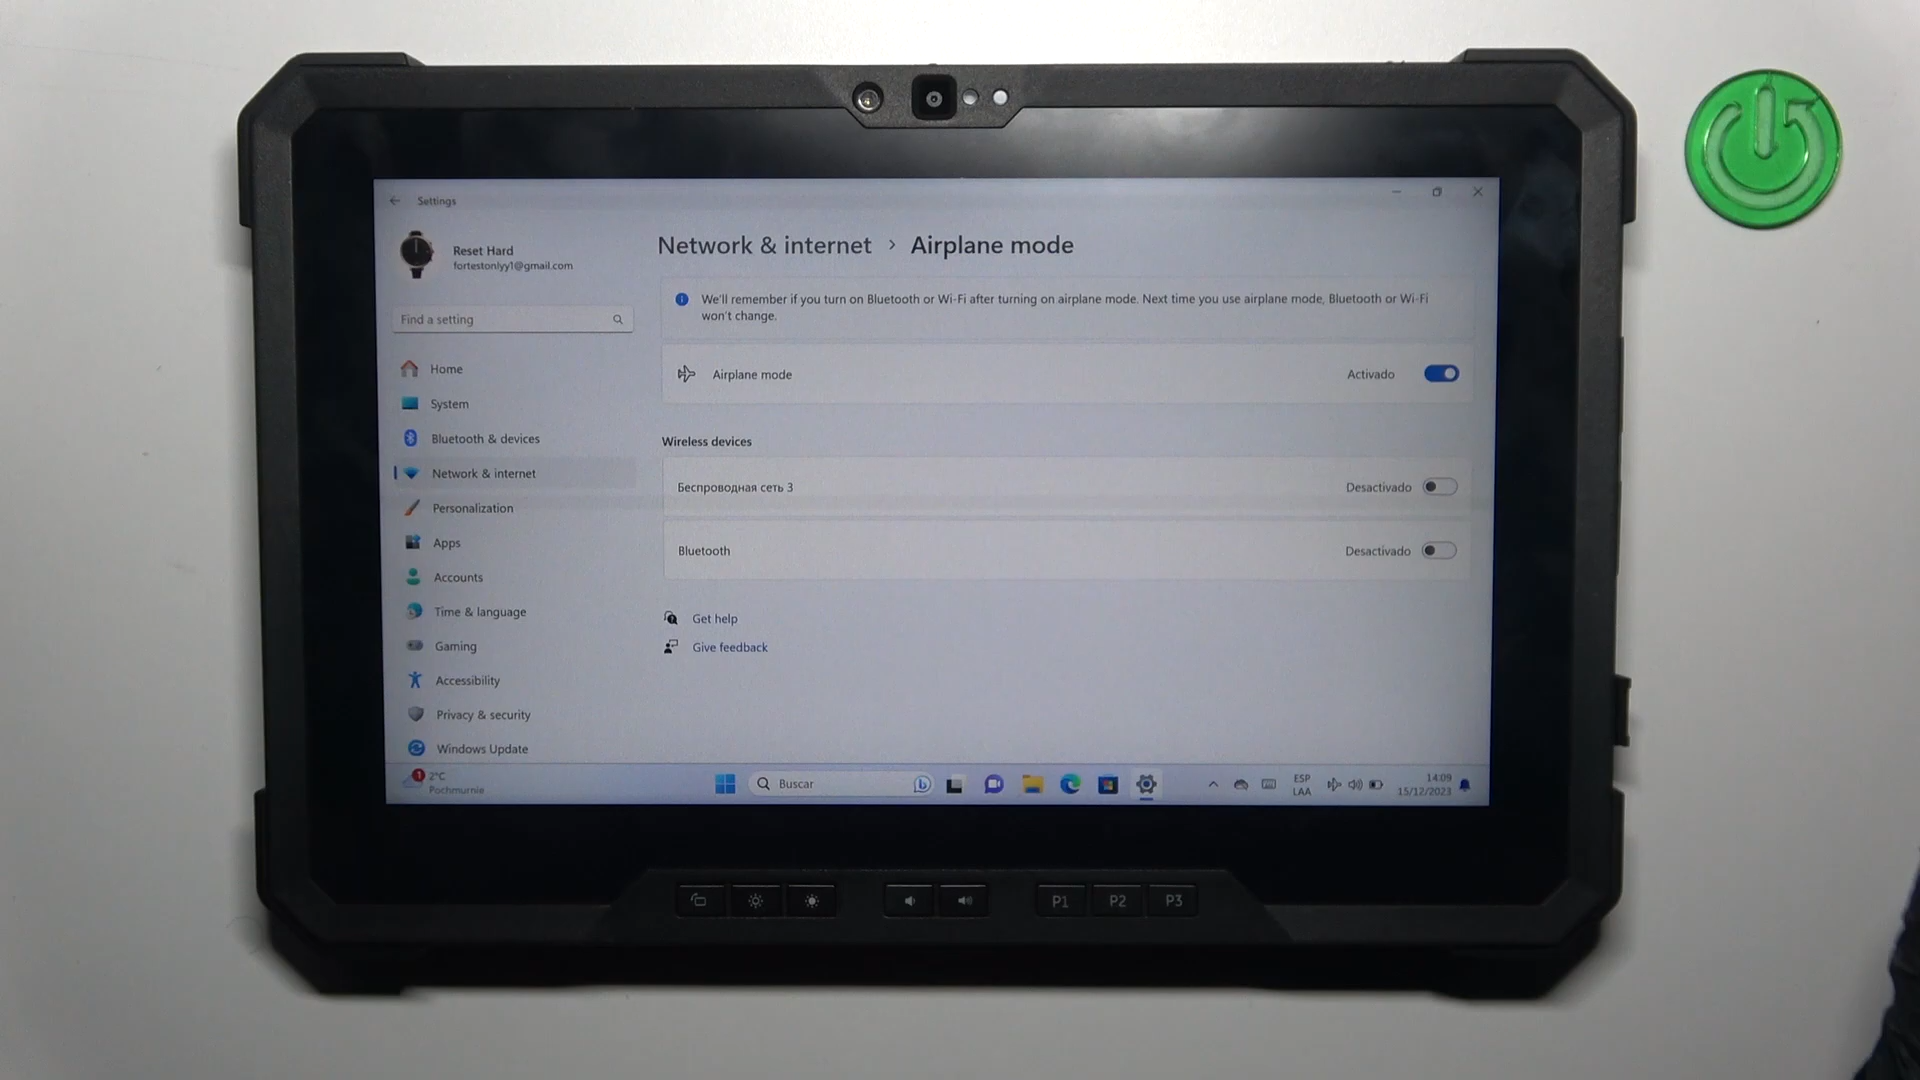 Settings
Reset Hard
fortestonlyy1@gmail.com
Find a setting
Home
System
Bluetooth & devices
Network & internet
Personalization
Apps
Accounts
Time & language
Gaming
Accessibility
Privacy & security
Windows Update
Network & internet > Airplane mode
We'll remember if you turn on Bluetooth or Wi-Fi after turning on airplane mode. Next time you use airplane mode, Bluetooth or Wi-Fi
won't change.
Airplane mode Activado
Wireless devices
Беспроводная сеть 3 Desactivado
Bluetooth Desactivado
Get help
Give feedback
1 2°C
Pochmurnie
Buscar
ESP
LAA
14:09
15/12/2023
P1 P2 P3